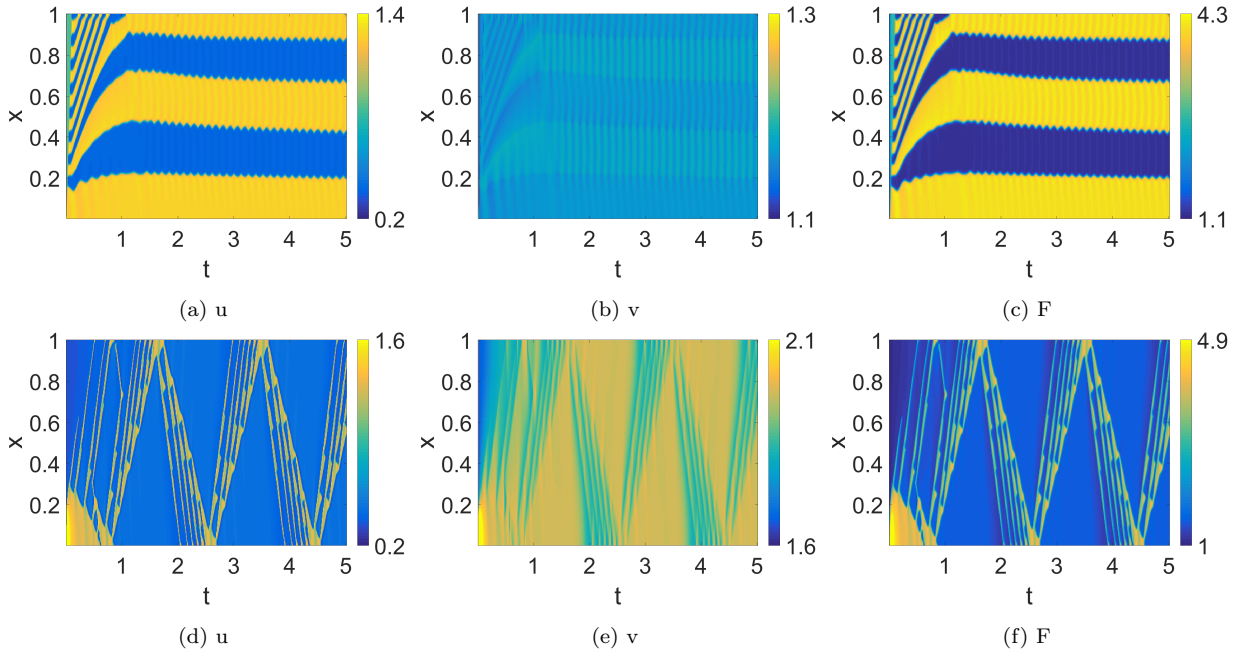 1 1.4 1 1.3 1 4.3
0.8 0.8 0.8
0.6 0.6 0.6
x x x
0.4 0.4 0.4
0.2 0.2 0.2
0.2 1.1 1.1
1 2 3 4 5 1 2 3 4 5 1 2 3 4 5
t t t
(a) u (b) v (c) F
1 1.6 1 2.1 1 4.9
0.8 0.8 0.8
0.6 0.6 0.6
x x x
0.4 0.4 0.4
0.2 0.2 0.2
0.2 1.6 1
1 2 3 4 5 1 2 3 4 5 1 2 3 4 5
t t t
(d) u (e) v (f) F